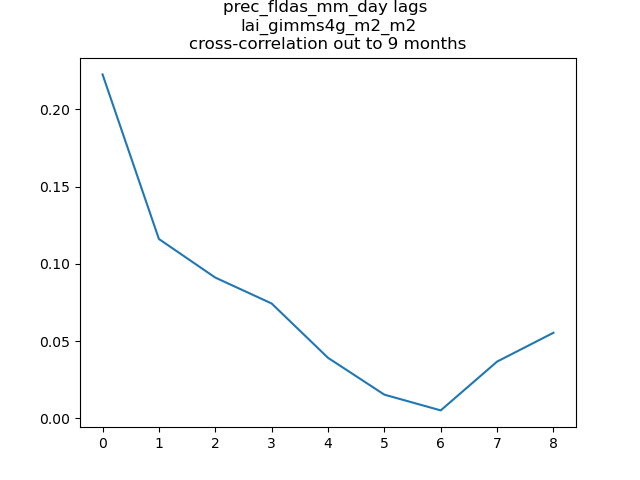 prec_fldas_mm_day lags
lai_gimms4g_m2_m2
cross-correlation out to 9 months
0.20
0.15
0.10
0.05
0.00
0 1 2 3 4 5 6 7 8